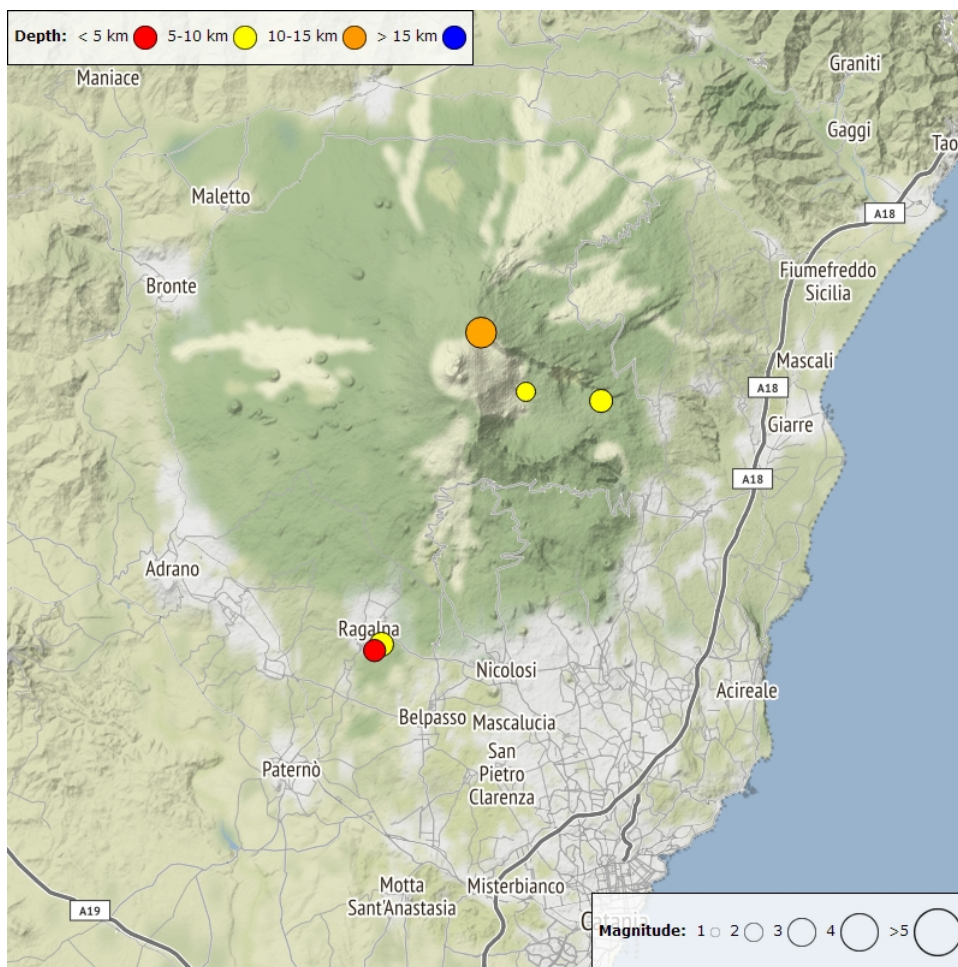 Depth: < 5 km 5-10 km 10-15 km > 15 km
Maniace
Graniti
Gaggi
Tao
Maletto
A18
Bronte
Fiumefreddo
Sicilia
Mascali
A18
Giarre
A18
Adrano
Ragalna
Nicolosi
Acireale
Belpasso
Mascalucia
San
Pietro
Clarenza
Paternò
Misterbianco
Motta
Sant'Anastasia
A19
Catania
Magnitude: 1 2 3 4 >5